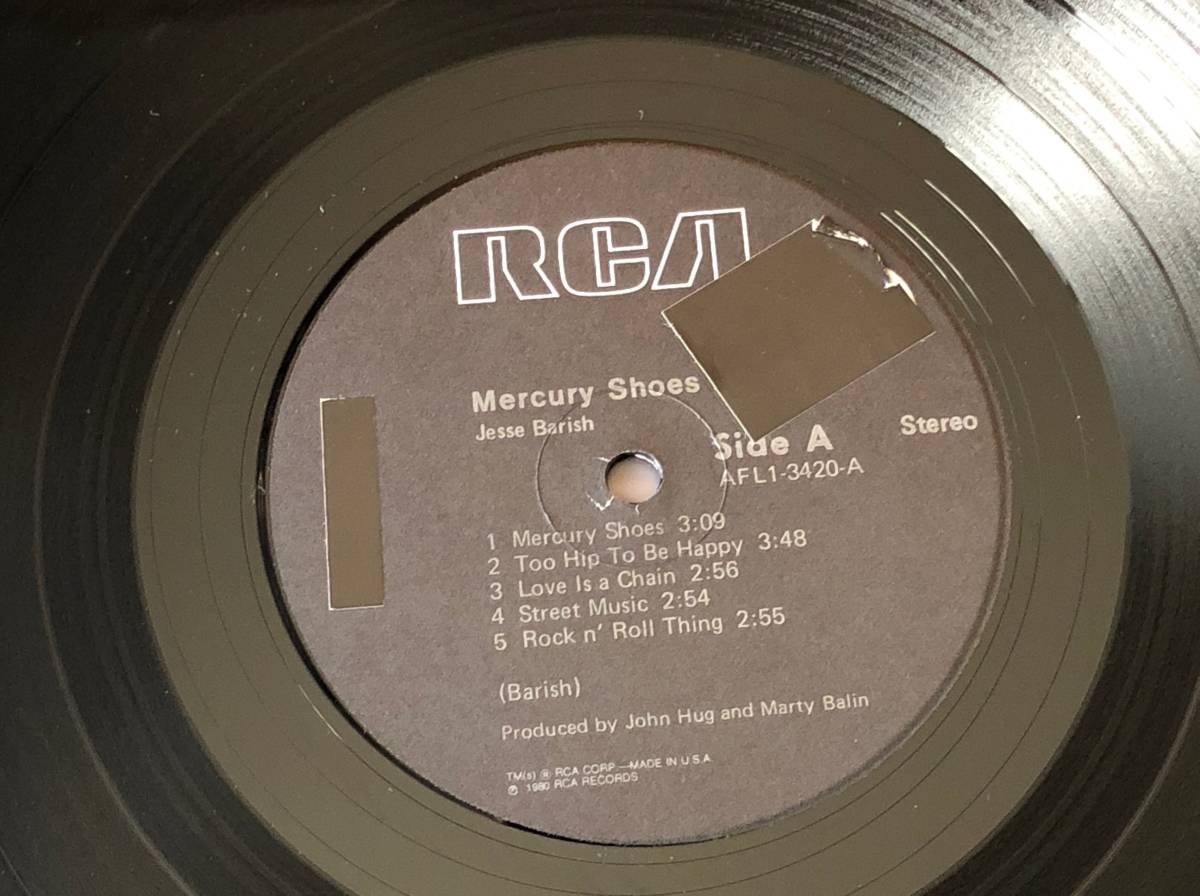 RCA
Mercury Shoes
Jesse Barish
Side A
Stereo
AFL1-3420-A
1 Mercury Shoes 3:09
2 Too Hip To Be Happy 3:48
3 Love Is a Chain 2:56
4 Street Music 2:54
5 Rock n' Roll Thing 2:55
(Barish)
Produced by John Hug and Marty Balin
TM(s) ® RCA CORP.—MADE IN U.S.A.
℗ 1980 RCA RECORDS